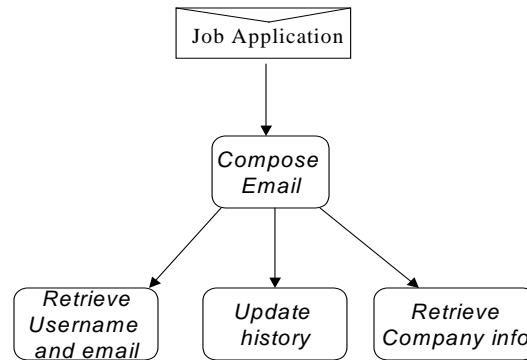 Job Application
Compose
Email
Retrieve
Username
and email
Update
history
Retrieve
Company info